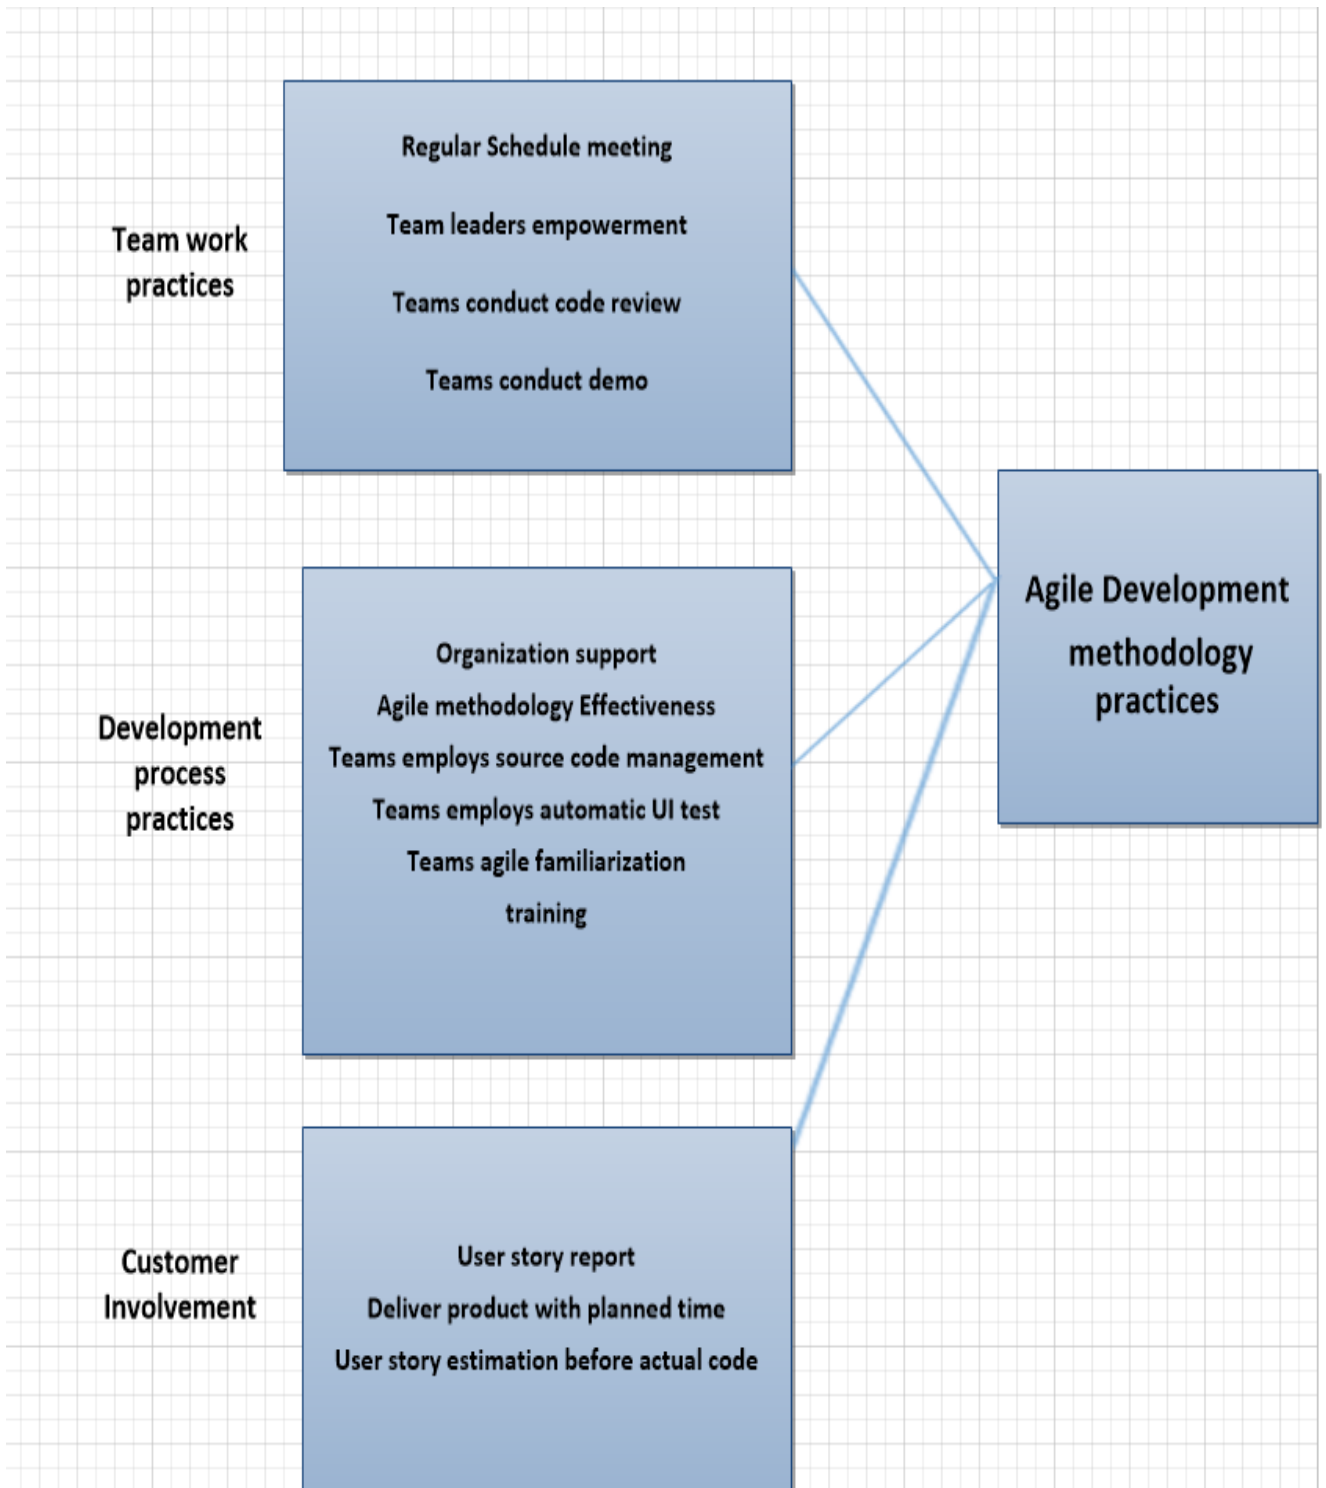 Team work
practices
Regular Schedule meeting
Team leaders empowerment
Teams conduct code review
Teams conduct demo
Development
process
practices
Organization support
Agile methodology Effectiveness
Teams employs source code management
Teams employs automatic UI test
Teams agile familiarization
training
Customer
Involvement
User story report
Deliver product with planned time
User story estimation before actual code
Agile Development
methodology
practices